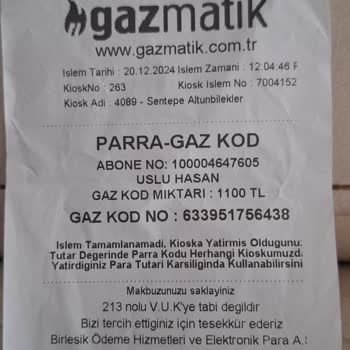 gazmatik
www.gazmatik.com.tr
Islem Tarihi : 20.12.2024 Islem Zamani : 12:04:46 F
KioskNo : 263 Kiosk Islem No : 7004152
Kiosk Adi : 4089 - Sentepe Altunbilekler
PARRA-GAZ KOD
ABONE NO: 100004647605
USLU HASAN
GAZ KOD MIKTARI : 1100 TL
GAZ KOD NO : 633951756438
Islem Tamamlanamadi, Kioska Yatirmis Oldugunu
Tutar Degerinde Parra Kodu Herhangi Kioskumuzd
Yatirdiginiz Para Tutari Karsiliginda Kullanabilirsini
Makbuzunuzu saklayiniz
213 nolu V.U.K'ye tabi degildir
Bizi tercih ettiginiz için tesekkür ederiz
Birlesik Ödeme Hizmetleri ve Elektronik Para A.S